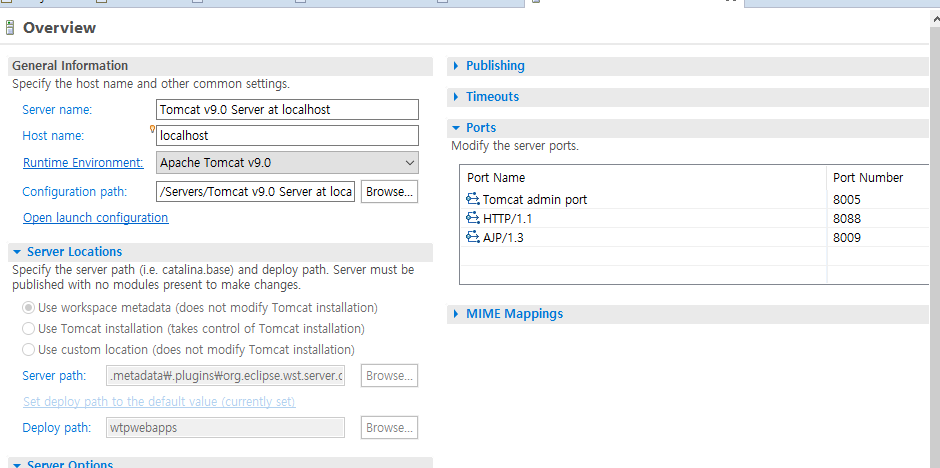 Overview
General Information
Specify the host name and other common settings.
Server name:
Tomcat v9.0 Server at localhost
Host name:
localhost
Runtime Environment:
Apache Tomcat v9.0
Configuration path:
/Servers/Tomcat v9.0 Server at loca
Browse...
Open launch configuration
Server Locations
Specify the server path (i.e. catalina.base) and deploy path. Server must be
published with no modules present to make changes.
Use workspace metadata (does not modify Tomcat installation)
Use Tomcat installation (takes control of Tomcat installation)
Use custom location (does not modify Tomcat installation)
Server path:
.metadata₩.plugins₩org.eclipse.wst.server.c
Browse...
Set deploy path to the default value (currently set)
Deploy path:
wtpwebapps
Browse...
Server Options
Publishing
Timeouts
Ports
Modify the server ports.
Port Name Port Number
Tomcat admin port 8005
HTTP/1.1 8088
AJP/1.3 8009
MIME Mappings